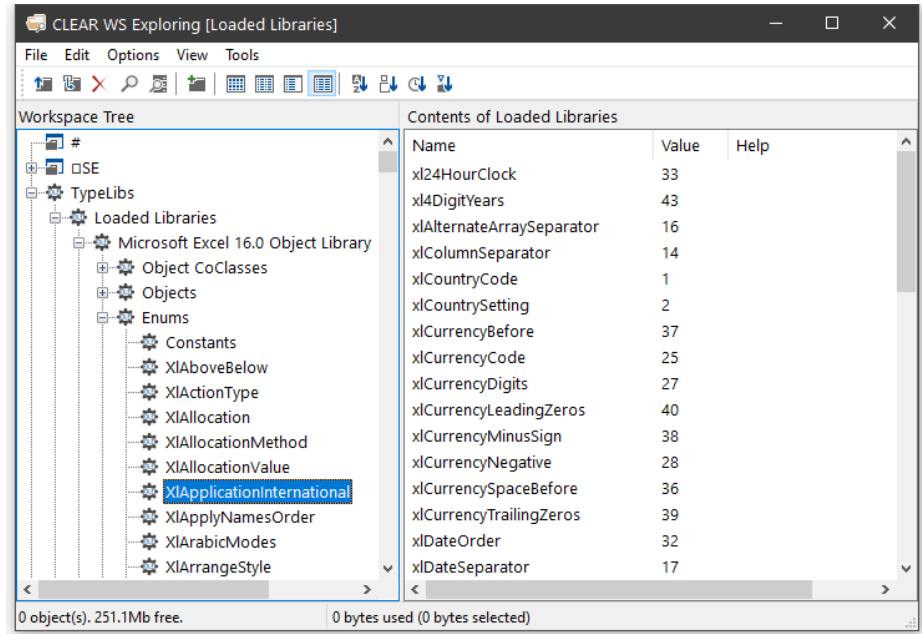 CLEAR WS Exploring [Loaded Libraries]
File Edit Options View Tools
Workspace Tree
#
⎕SE
TypeLibs
Loaded Libraries
Microsoft Excel 16.0 Object Library
Object CoClasses
Objects
Enums
Constants
XlAboveBelow
XlActionType
XlAllocation
XlAllocationMethod
XlAllocationValue
XlApplicationInternational
XlApplyNamesOrder
XlArabicModes
XlArrangeStyle
Contents of Loaded Libraries
Name Value Help
xl24HourClock 33
xl4DigitYears 43
xlAlternateArraySeparator 16
xlColumnSeparator 14
xlCountryCode 1
xlCountrySetting 2
xlCurrencyBefore 37
xlCurrencyCode 25
xlCurrencyDigits 27
xlCurrencyLeadingZeros 40
xlCurrencyMinusSign 38
xlCurrencyNegative 28
xlCurrencySpaceBefore 36
xlCurrencyTrailingZeros 39
xlDateOrder 32
xlDateSeparator 17
0 object(s). 251.1Mb free.
0 bytes used (0 bytes selected)